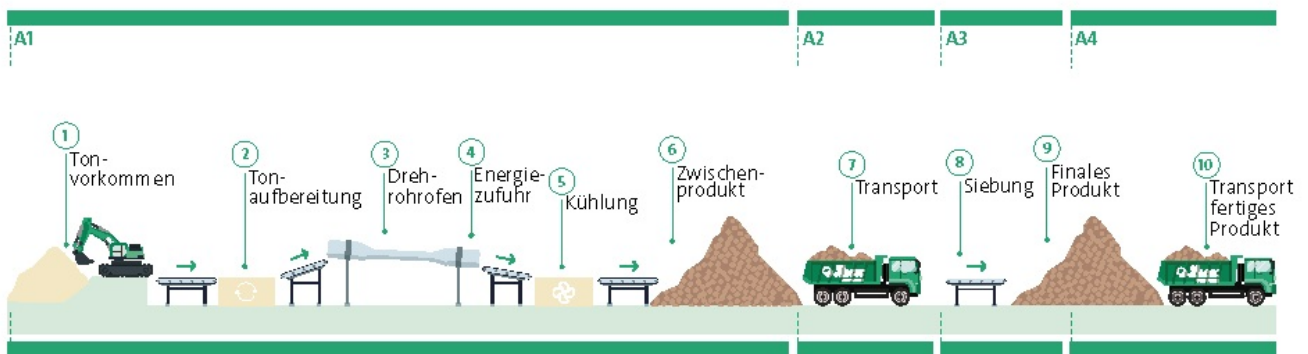 A1
A2
A3
A4
1
Ton-
vorkommen
2
Ton-
aufbereitung
3
Dreh-
rohrofen
4
Energie-
zufuhr
5
Kühlung
6
Zwischen-
produkt
7
Transport
8
Siebung
9
Finales
Produkt
10
Transport
fertiges
Produkt